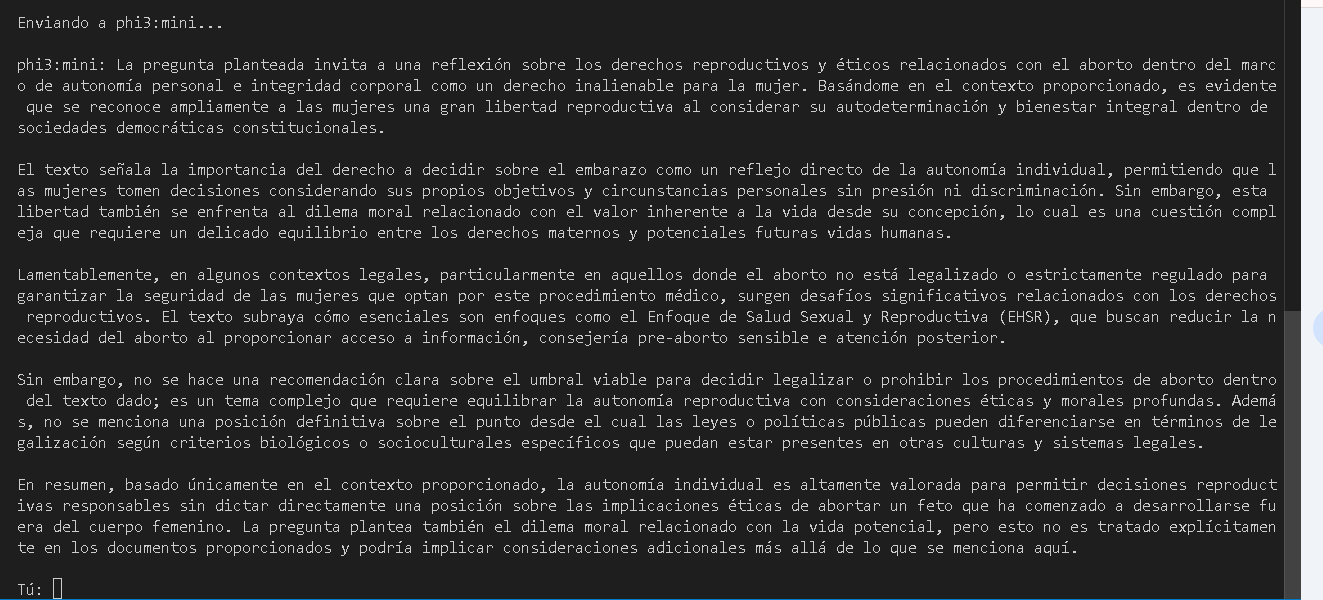 Enviando a phi3:mini...
phi3:mini: La pregunta planteada invita a una reflexión sobre los derechos reproductivos y éticos relacionados con el aborto dentro del marc
o de autonomía personal e integridad corporal como un derecho inalienable para la mujer. Basándome en el contexto proporcionado, es evidente
que se reconoce ampliamente a las mujeres una gran libertad reproductiva al considerar su autodeterminación y bienestar integral dentro de
sociedades democráticas constitucionales.
El texto señala la importancia del derecho a decidir sobre el embarazo como un reflejo directo de la autonomía individual, permitiendo que l
as mujeres tomen decisiones considerando sus propios objetivos y circunstancias personales sin presión ni discriminación. Sin embargo, esta
libertad también se enfrenta al dilema moral relacionado con el valor inherente a la vida desde su concepción, lo cual es una cuestión compl
eja que requiere un delicado equilibrio entre los derechos maternos y potenciales futuras vidas humanas.
Lamentablemente, en algunos contextos legales, particularmente en aquellos donde el aborto no está legalizado o estrictamente regulado para
garantizar la seguridad de las mujeres que optan por este procedimiento médico, surgen desafíos significativos relacionados con los derechos
reproductivos. El texto subraya cómo esenciales son enfoques como el Enfoque de Salud Sexual y Reproductiva (EHSR), que buscan reducir la n
ecesidad del aborto al proporcionar acceso a información, consejería pre-aborto sensible e atención posterior.
Sin embargo, no se hace una recomendación clara sobre el umbral viable para decidir legalizar o prohibir los procedimientos de aborto dentro
del texto dado; es un tema complejo que requiere equilibrar la autonomía reproductiva con consideraciones éticas y morales profundas. Ademá
s, no se menciona una posición definitiva sobre el punto desde el cual las leyes o políticas públicas pueden diferenciarse en términos de le
galización según criterios biológicos o socioculturales específicos que puedan estar presentes en otras culturas y sistemas legales.
En resumen, basado únicamente en el contexto proporcionado, la autonomía individual es altamente valorada para permitir decisiones reproduct
ivas responsables sin dictar directamente una posición sobre las implicaciones éticas de abortar un feto que ha comenzado a desarrollarse fu
era del cuerpo femenino. La pregunta plantea también el dilema moral relacionado con la vida potencial, pero esto no es tratado explícitamen
te en los documentos proporcionados y podría implicar consideraciones adicionales más allá de lo que se menciona aquí.
Tú: